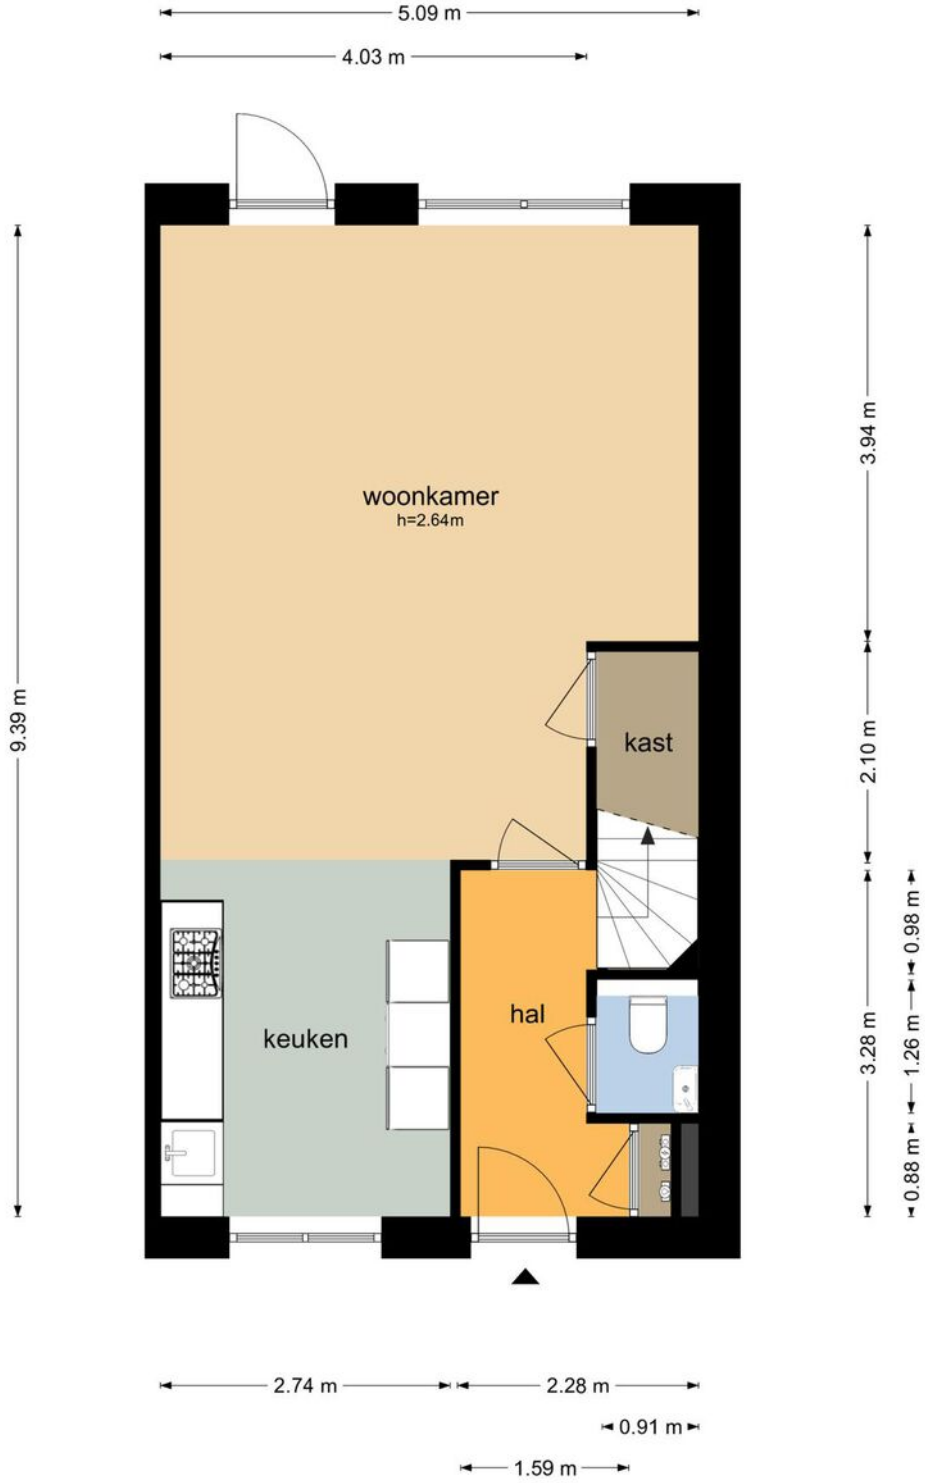 5.09 m
4.03 m
woonkamer
h=2.64m
3.94 m
9.39 m
2.10 m
kast
0.98 m
hal
keuken
3.28 m
1.26 m
0.88 m
2.74 m
2.28 m
0.91 m
1.59 m